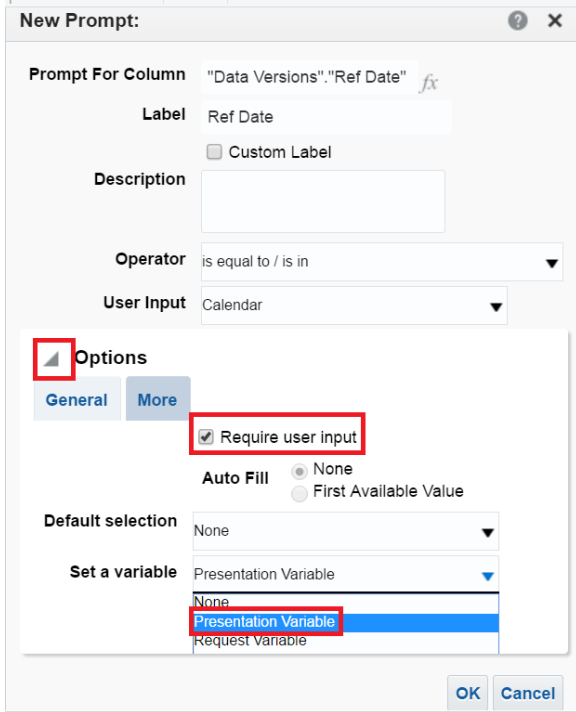 New Prompt:
Prompt For Column "Data Versions"."Ref Date" fx
Label Ref Date
Custom Label
Description
Operator is equal to / is in
User Input Calendar
Options
General More
Require user input
Auto Fill None
First Available Value
Default selection None
Set a variable Presentation Variable
None
Presentation Variable
Request Variable
OK Cancel